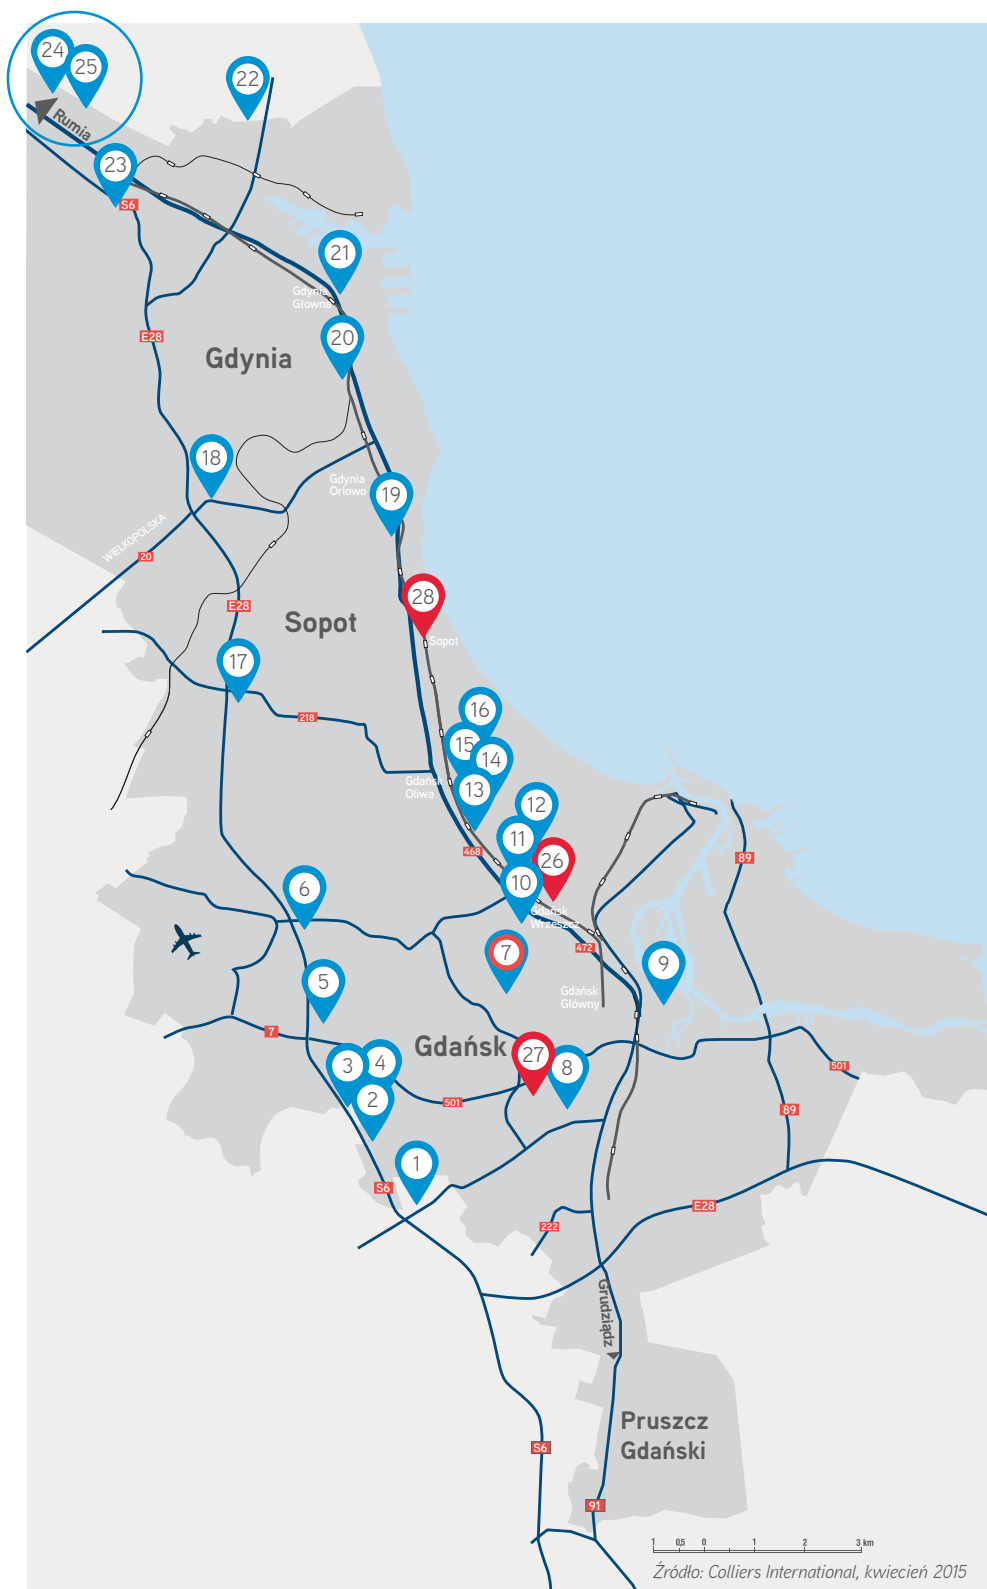 24
25
22
Rumia
23
S6
21
Gdynia
Głowna
20
E28
Gdynia
18
Gdynia
Orlowo
19
WIELKOPOLSKA
20
28
E28
Sopot
Sopot
17
16
218
15
14
Gdańsk
Oliwa
13
12
11
468
26
89
10
6
Gdańsk
Wrzeszcz
472
7
9
5
Gdańsk
Główny
7
Gdańsk
27
3
4
8
501
2
501
89
1
S6
E28
222
Grudziądz
Pruszcz
Gdański
S6
91
1 0,5 0 1 2 3 km
Źródło: Colliers International, kwiecień 2015